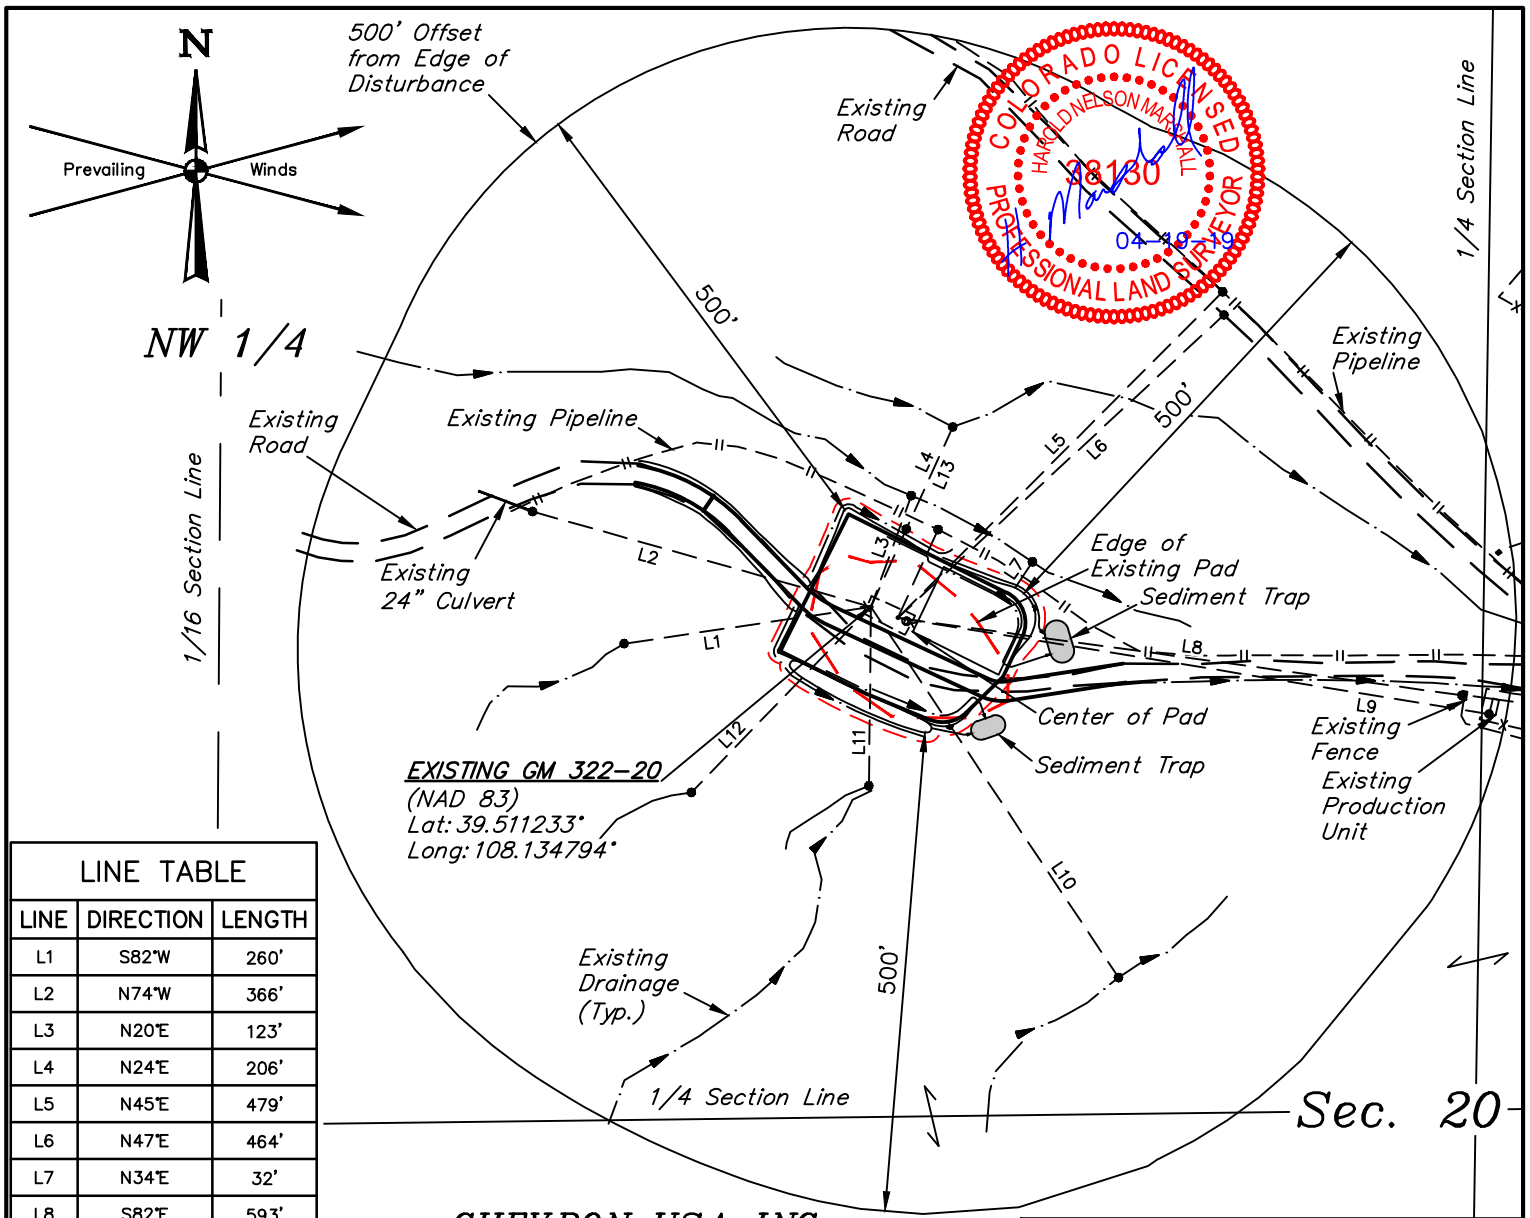 N
Prevailing
Winds
500' Offset
from Edge of
Disturbance
Existing
Road
COLORADO LICENSED
HAROLD NELSON MARSHALL
38130
04-19-19
PROFESSIONAL LAND SURVEYOR
1/4 Section Line
NW 1/4
500'
Existing
Pipeline
500'
Existing
Road
Existing Pipeline
L4
L13
L5
L6
1/16 Section Line
L2
L3
L7
Edge of
Existing Pad
Sediment Trap
Existing
24" Culvert
L1
L8
L9
L12
L11
Center of Pad
Existing
Fence
Sediment Trap
Existing
Production
Unit
EXISTING GM 322-20
(NAD 83)
Lat: 39.511233°
Long: 108.134794°
L10
500'
Existing
Drainage
(Typ.)
1/4 Section Line
Sec. 20
LINE TABLE
LINE DIRECTION LENGTH
L1 S82°W 260'
L2 N74°W 366'
L3 N20°E 123'
L4 N24°E 206'
L5 N45°E 479'
L6 N47°E 464'
L7 N34°E 32'
L8 S82°E 593'
CHEVRON USA INC